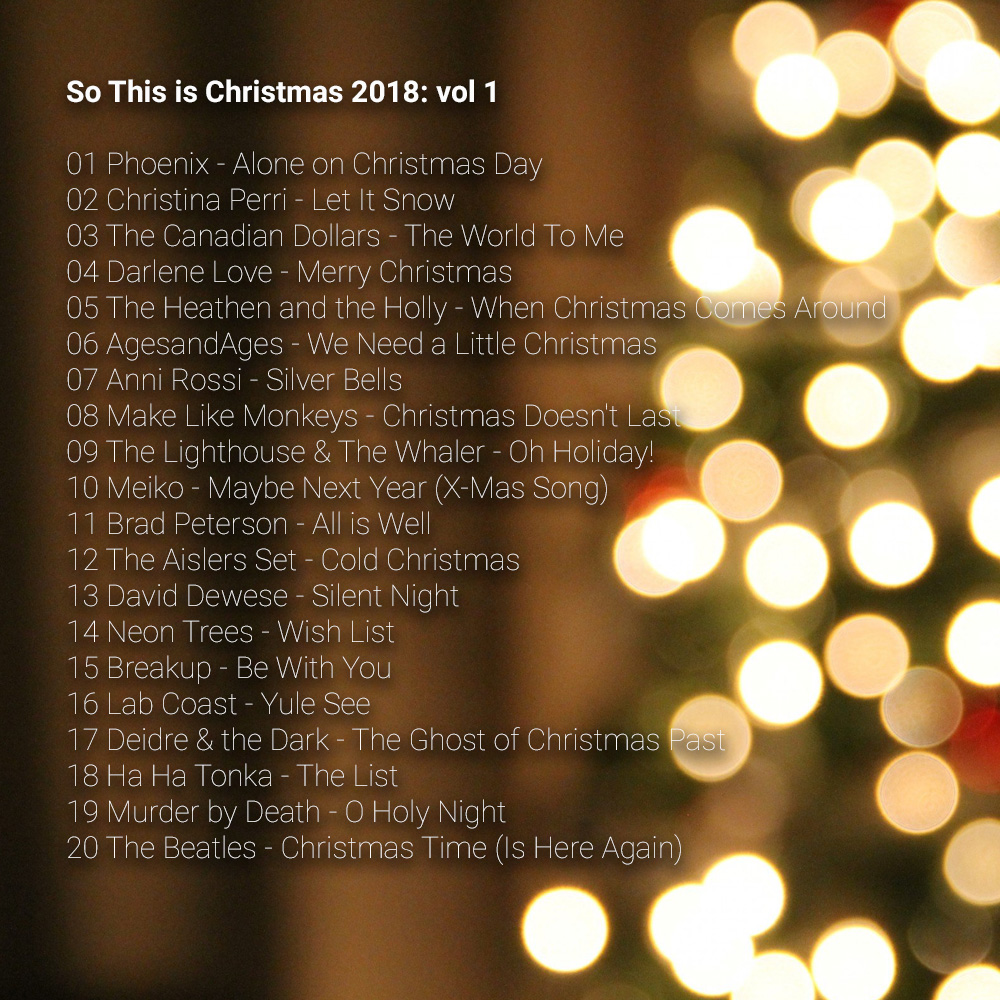 So This is Christmas 2018: vol 1
01 Phoenix - Alone on Christmas Day
02 Christina Perri - Let It Snow
03 The Canadian Dollars - The World To Me
04 Darlene Love - Merry Christmas
05 The Heathen and the Holly - When Christmas Comes Around
06 AgesandAges - We Need a Little Christmas
07 Anni Rossi - Silver Bells
08 Make Like Monkeys - Christmas Doesn't Last
09 The Lighthouse & The Whaler - Oh Holiday!
10 Meiko - Maybe Next Year (X-Mas Song)
11 Brad Peterson - All is Well
12 The Aislers Set - Cold Christmas
13 David Dewese - Silent Night
14 Neon Trees - Wish List
15 Breakup - Be With You
16 Lab Coast - Yule See
17 Deidre & the Dark - The Ghost of Christmas Past
18 Ha Ha Tonka - The List
19 Murder by Death - O Holy Night
20 The Beatles - Christmas Time (Is Here Again)